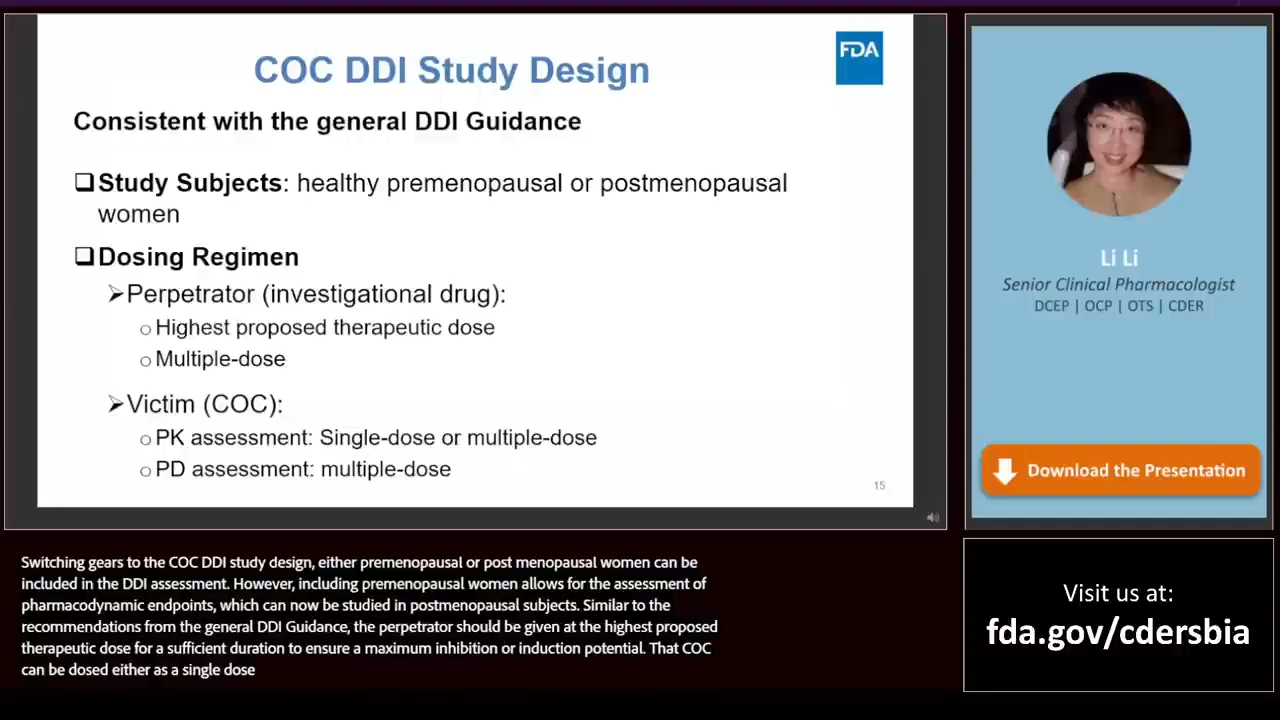 COC DDI Study Design
FDA
Consistent with the general DDI Guidance
❑Study Subjects: healthy premenopausal or postmenopausal
women
❑Dosing Regimen
➢Perpetrator (investigational drug):
o Highest proposed therapeutic dose
o Multiple-dose
➢Victim (COC):
o PK assessment: Single-dose or multiple-dose
o PD assessment: multiple-dose
15
Li Li
Senior Clinical Pharmacologist
DCEP | OCP | OTS | CDER
Download the Presentation
Switching gears to the COC DDI study design, either premenopausal or post menopausal women can be
included in the DDI assessment. However, including premenopausal women allows for the assessment of
pharmacodynamic endpoints, which can now be studied in postmenopausal subjects. Similar to the
recommendations from the general DDI Guidance, the perpetrator should be given at the highest proposed
therapeutic dose for a sufficient duration to ensure a maximum inhibition or induction potential. That COC
can be dosed either as a single dose
Visit us at:
fda.gov/cdersbia